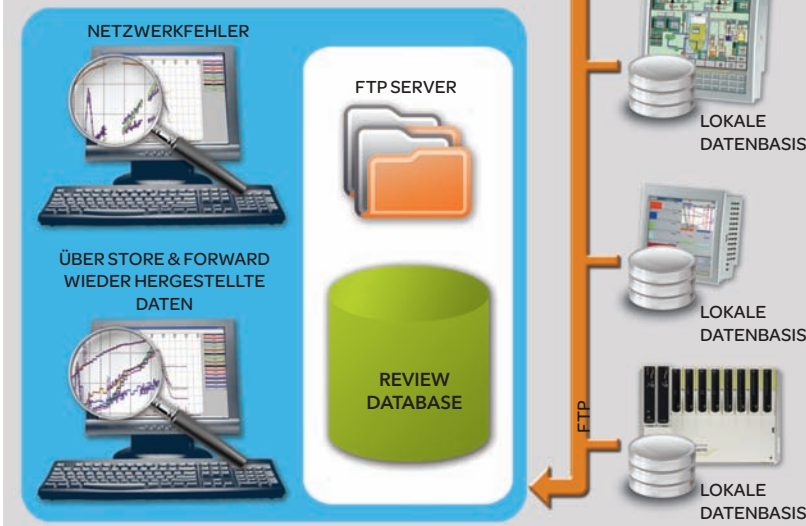 NETZWERKFEHLER
FTP SERVER
ÜBER STORE & FORWARD
WIEDER HERGESTELLTE
DATEN
REVIEW
DATABASE
LOKALE
DATENBASIS
LOKALE
DATENBASIS
FTP
LOKALE
DATENBASIS